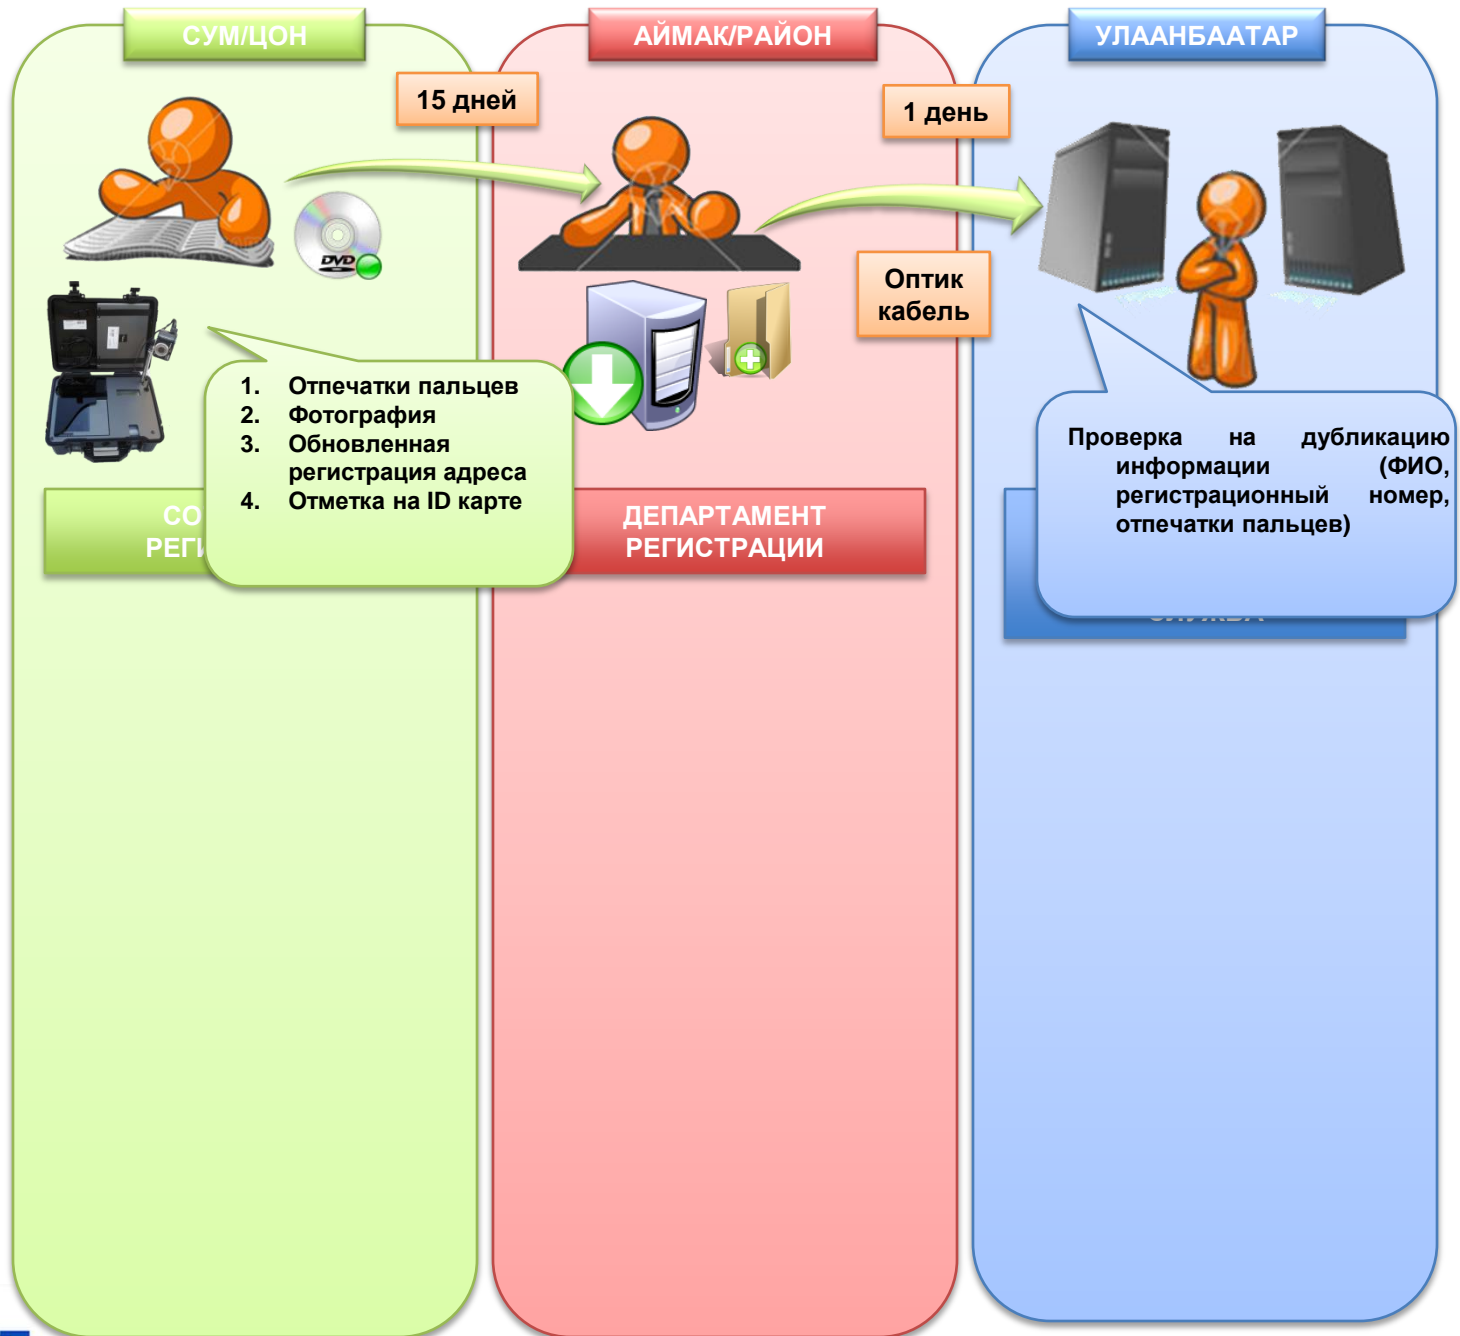 СУМ/ЦОН
АЙМАК/РАЙОН
УЛААНБААТАР
15 дней
1 день
DVD
Оптик
кабель
1. Отпечатки пальцев
2. Фотография
3. Обновленная
регистрация адреса
4. Отметка на ID карте
Проверка на дубликацию
информации (ФИО,
регистрационный номер,
отпечатки пальцев)
ДЕПАРТАМЕНТ
РЕГИСТРАЦИИ